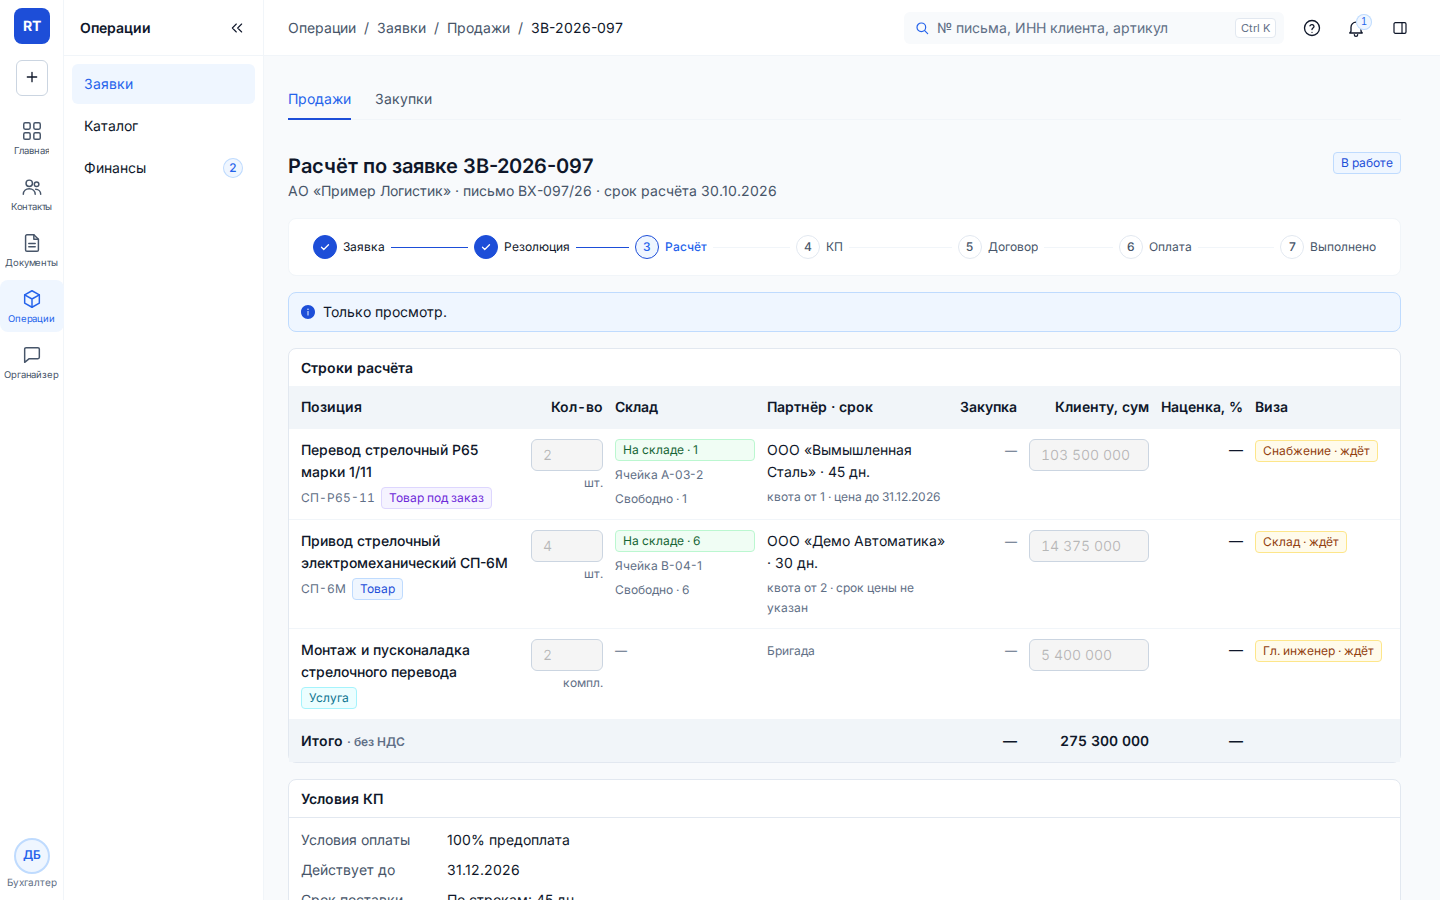 RT
Операции
Операции / Заявки / Продажи / ЗВ-2026-097
№ письма, ИНН клиента, артикул
Ctrl K
1
Главная
Контакты
Документы
Операции
Органайзер
ДБ
Бухгалтер
Заявки
Каталог
Финансы 2
Продажи Закупки
Расчёт по заявке ЗВ-2026-097
В работе
АО «Пример Логистик» · письмо ВХ-097/26 · срок расчёта 30.10.2026
Заявка Резолюция 3 Расчёт 4 КП 5 Договор 6 Оплата 7 Выполнено
Только просмотр.
Строки расчёта
Позиция Кол-во Склад Партнёр · срок Закупка Клиенту, сум Наценка, % Виза
Перевод стрелочный Р65
марки 1/11
СП-Р65-11 Товар под заказ
2
шт.
На складе · 1
Ячейка A-03-2
Свободно · 1
ООО «Вымышленная
Сталь» · 45 дн.
квота от 1 · цена до 31.12.2026
—
103 500 000
—
Снабжение · ждёт
Привод стрелочный
электромеханический СП-6М
СП-6М Товар
4
шт.
На складе · 6
Ячейка B-04-1
Свободно · 6
ООО «Демо Автоматика»
· 30 дн.
квота от 2 · срок цены не
указан
—
14 375 000
—
Склад · ждёт
Монтаж и пусконаладка
стрелочного перевода
Услуга
2
компл.
—
Бригада
—
5 400 000
—
Гл. инженер · ждёт
Итого · без НДС — 275 300 000 —
Условия КП
Условия оплаты 100% предоплата
Действует до 31.12.2026
Срок поставки По строкам: 45 дн.